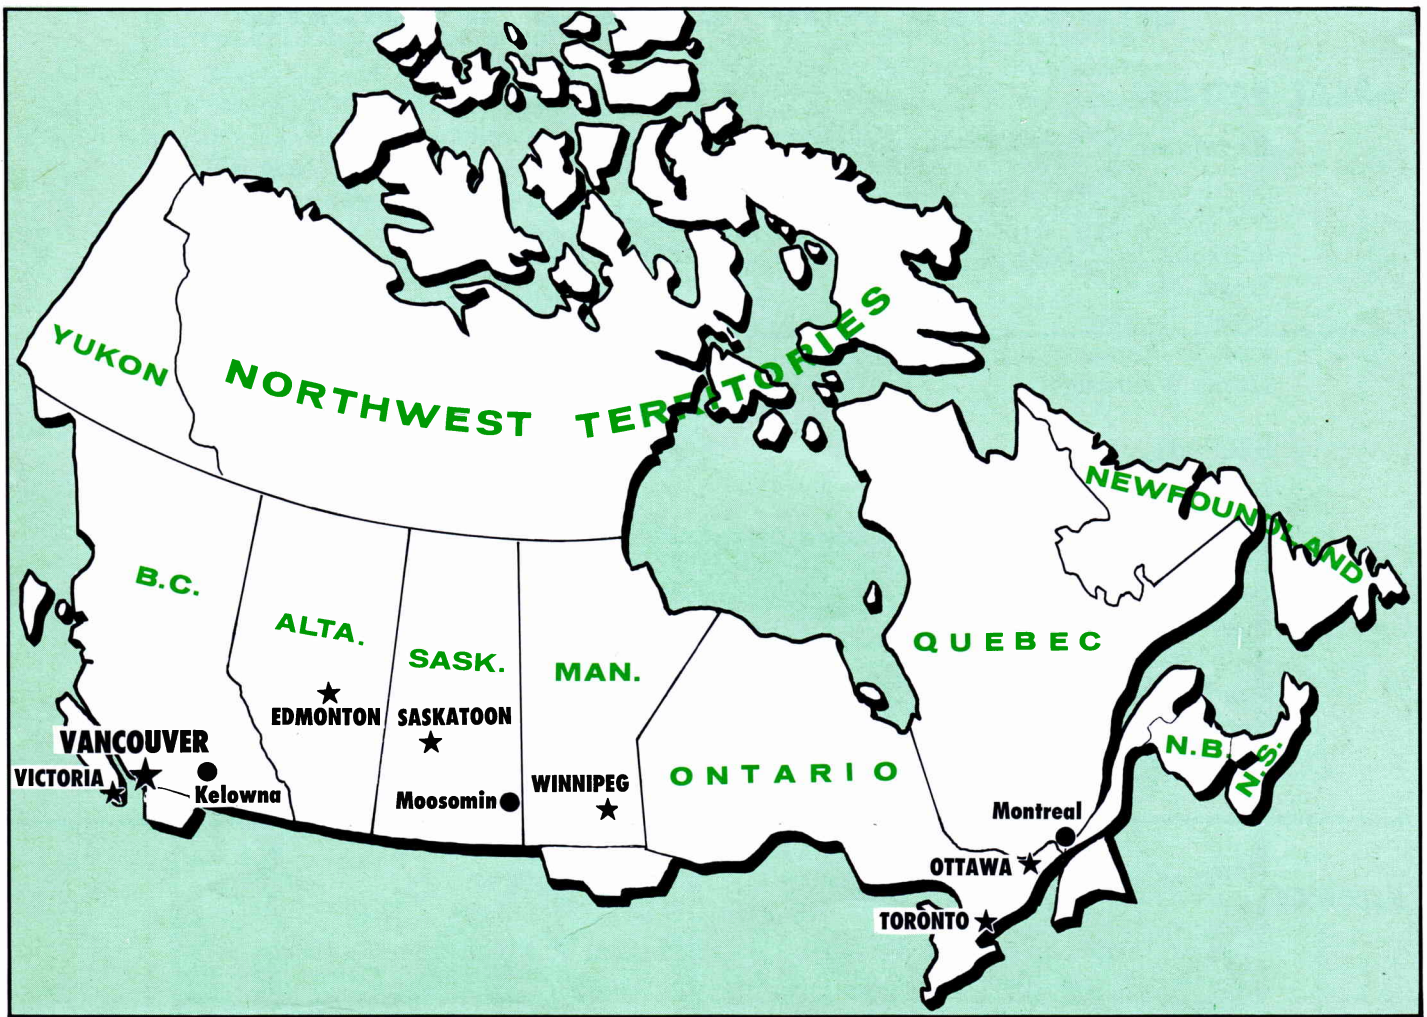 YUKON
NORTHWEST TERRITORIES
NEWFOUNDLAND
B.C.
ALTA.
SASK.
MAN.
QUEBEC
ONTARIO
N.B.
N.S.
EDMONTON
SASKATOON
VANCOUVER
VICTORIA
Kelowna
Moosomin
WINNIPEG
Montreal
OTTAWA
TORONTO